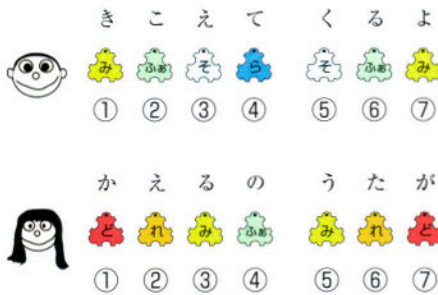 きこえて くるよ
み ふぁ そ ら そ ふぁ み
① ② ③ ④ ⑤ ⑥ ⑦
かえるの うたが
ど れ み ふぁ み れ ど
① ② ③ ④ ⑤ ⑥ ⑦